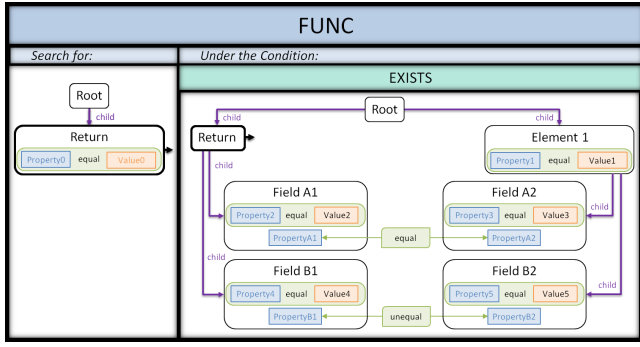 FUNC
Search for: Under the Condition:
EXISTS
Root
child
Return
Property0 equal Value0
Root
child child
Return
child
Element 1
Property1 equal Value1
Field A1
Property2 equal Value2
PropertyA1
equal
Field A2
Property3 equal Value3
PropertyA2
child
child
Field B1
Property4 equal Value4
PropertyB1
unequal
Field B2
Property5 equal Value5
PropertyB2
child